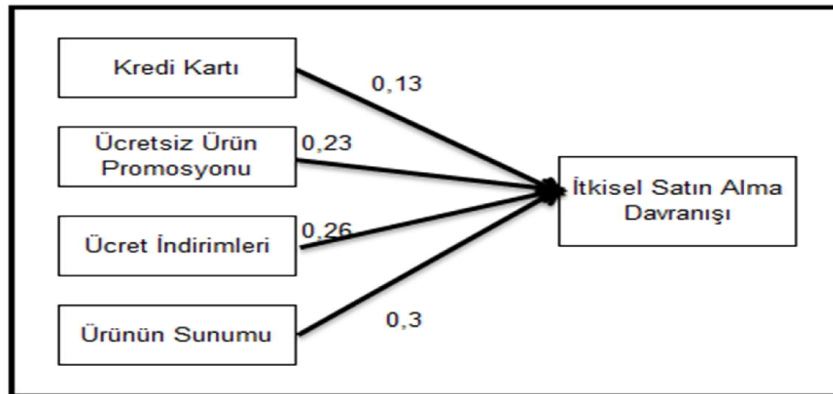 Kredi Kartı
0,13
Ücretsiz Ürün
Promosyonu
0,23
Ücret İndirimleri
0,26
Ürünün Sunumu
0,3
İtkisel Satın Alma
Davranışı